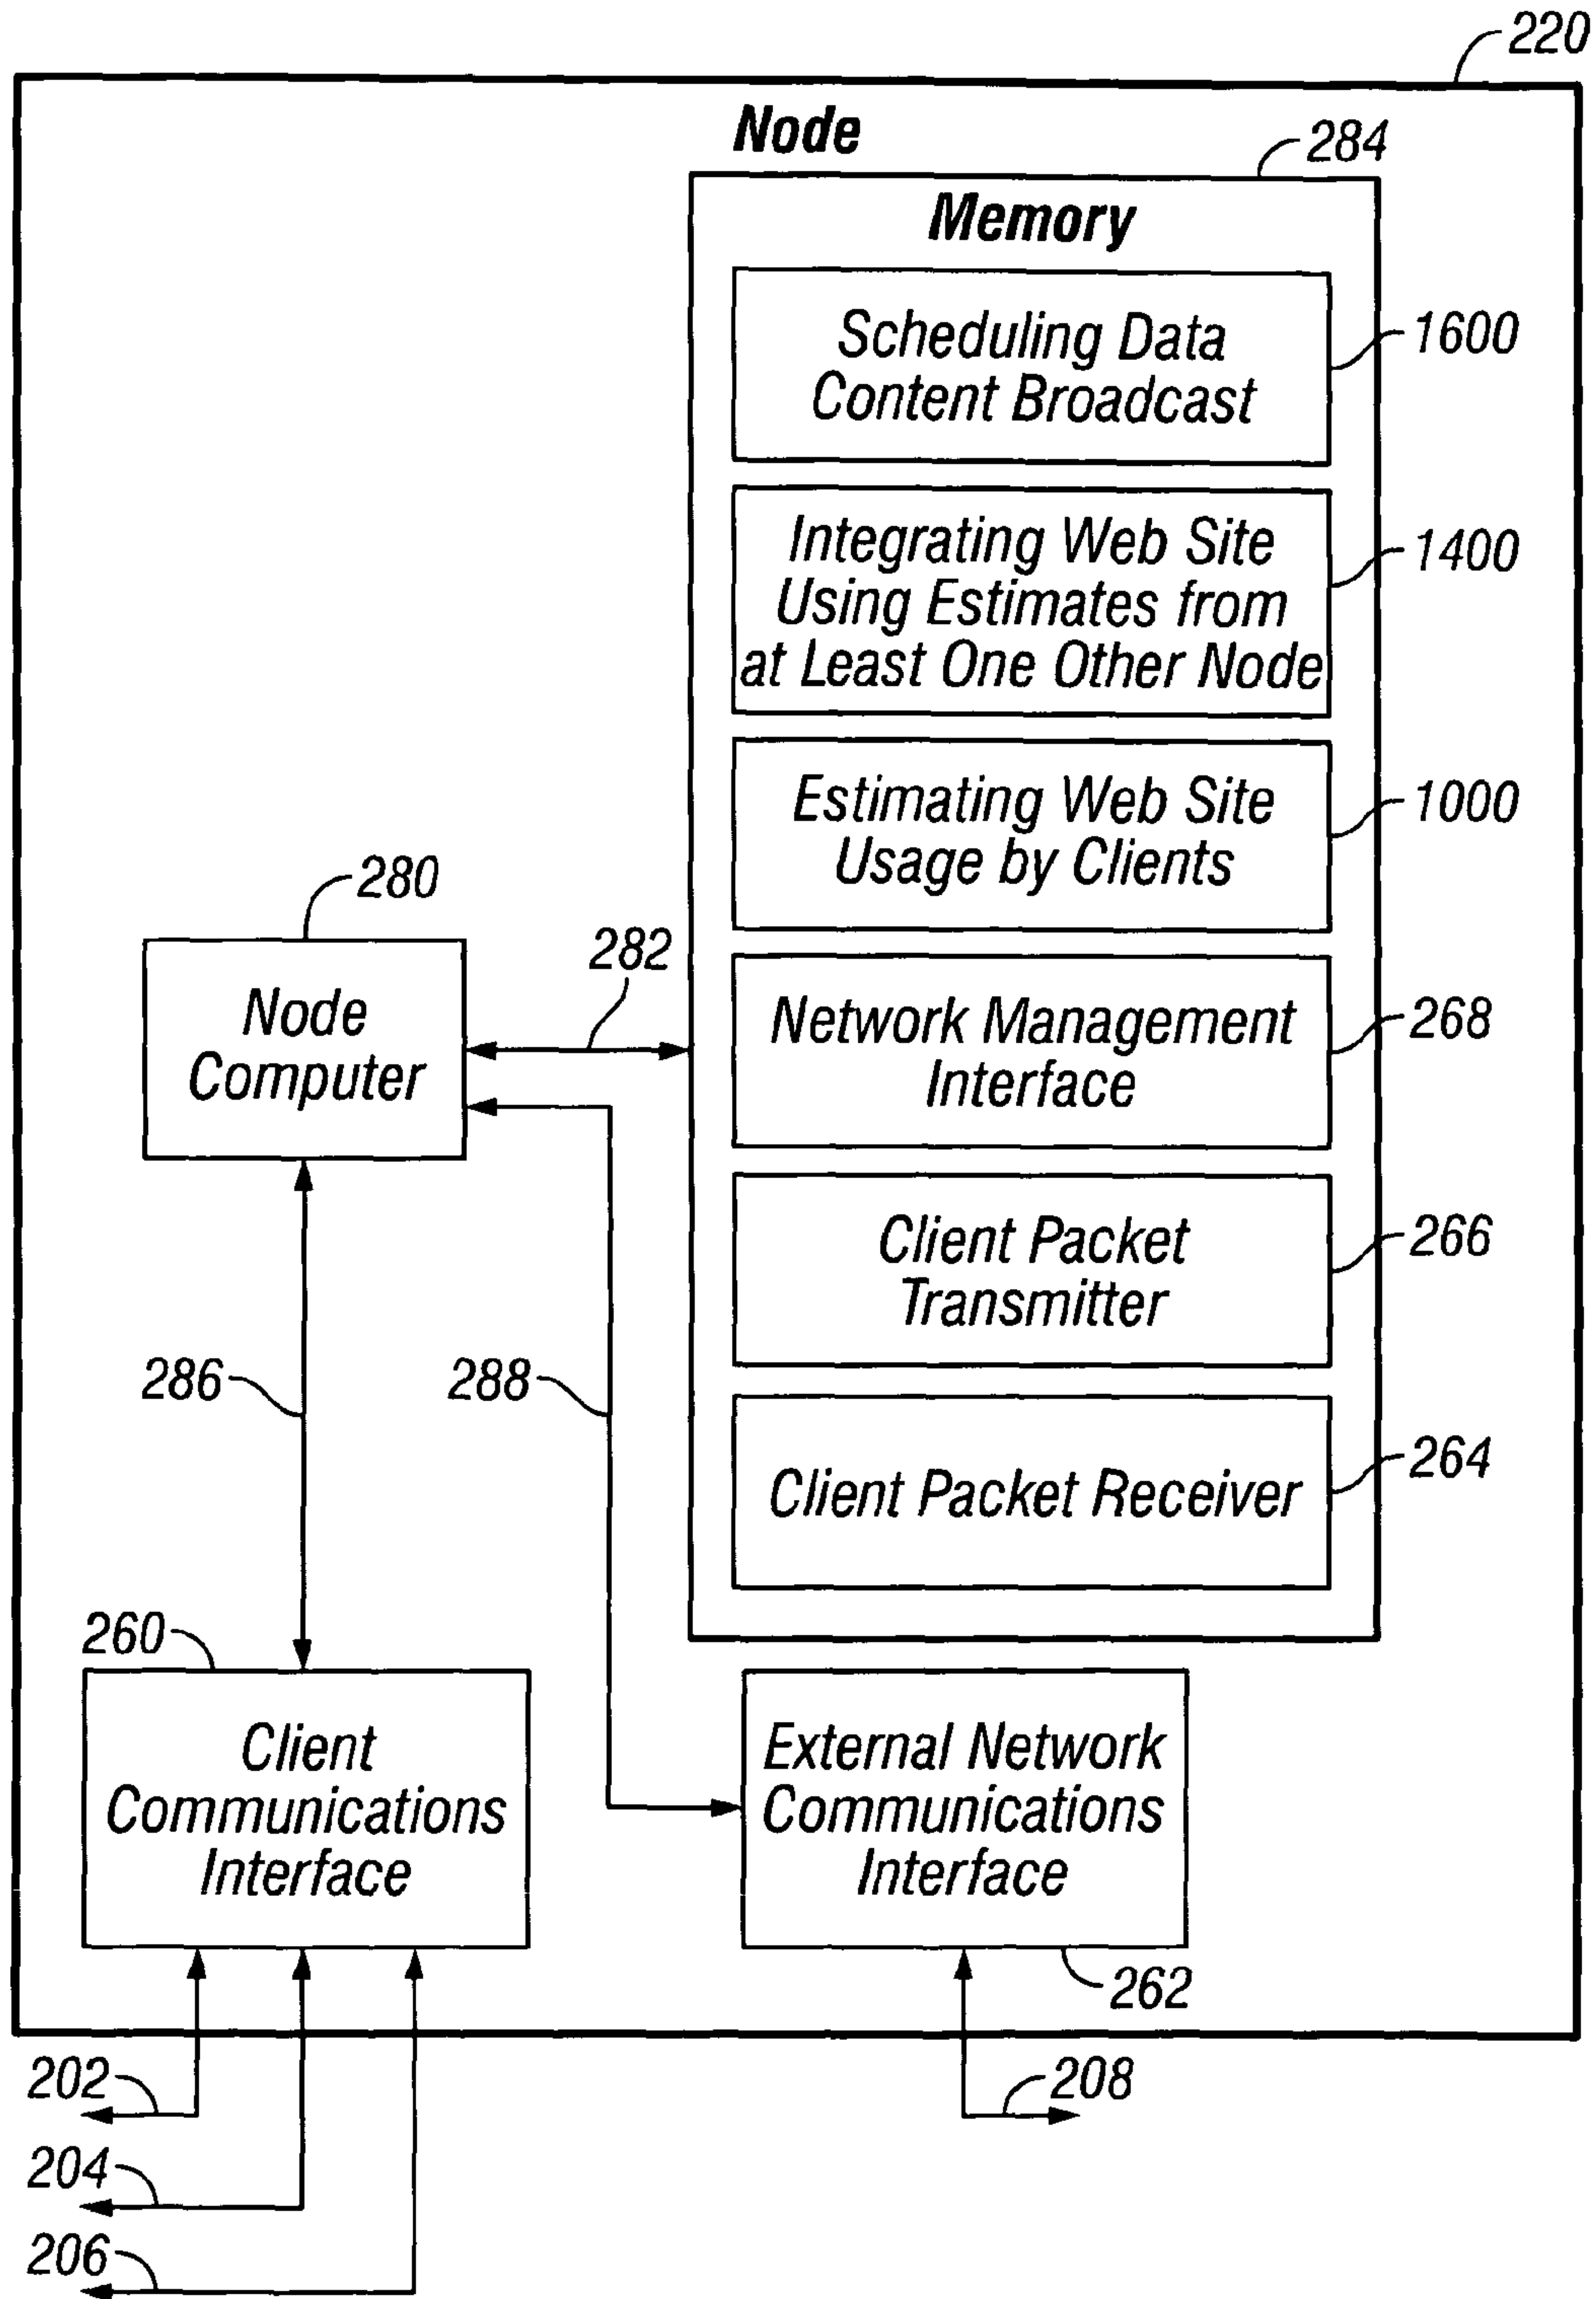 220
Node
284
Memory
Scheduling Data
Content Broadcast
1600
Integrating Web Site
Using Estimates from
at Least One Other Node
1400
Estimating Web Site
Usage by Clients
1000
280
Node
Computer
282
Network Management
Interface
268
Client Packet
Transmitter
266
286
288
Client Packet Receiver
264
260
Client
Communications
Interface
External Network
Communications
Interface
262
202
208
204
206